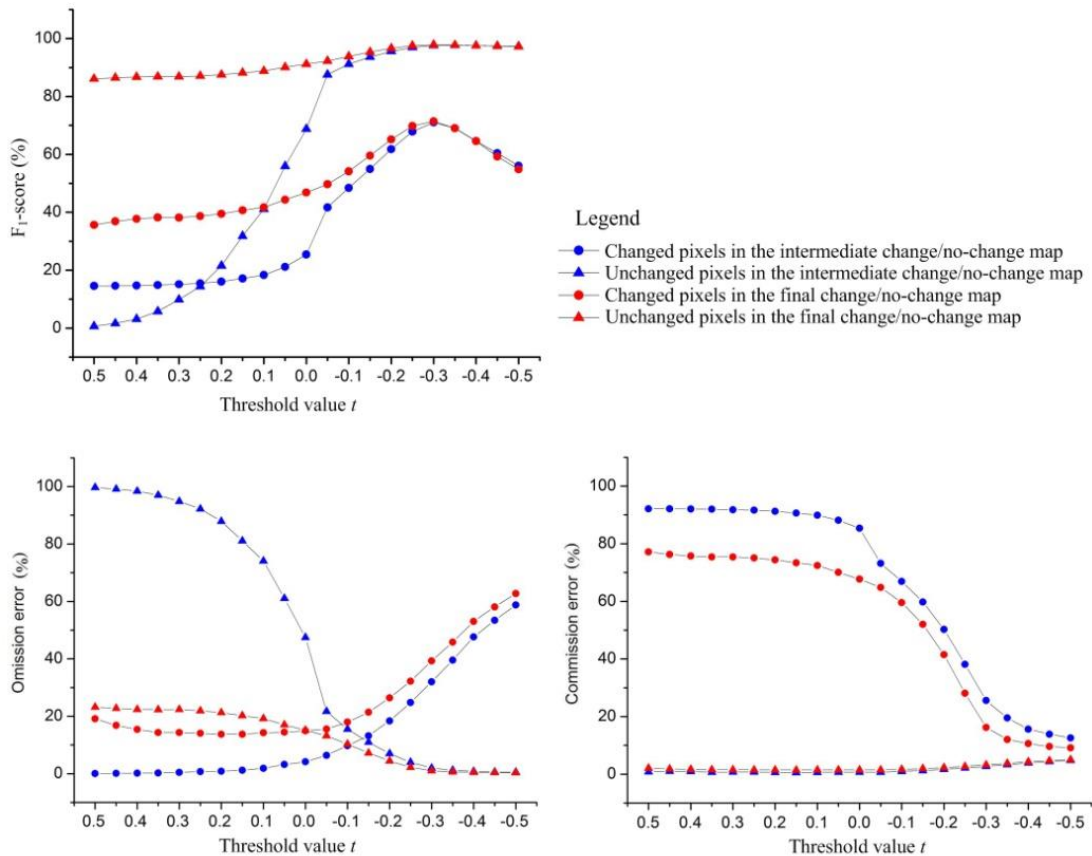 100
80
60
40
20
0
F1-score (%)
0.5 0.4 0.3 0.2 0.1 0.0 -0.1 -0.2 -0.3 -0.4 -0.5
Threshold value t
Legend
Changed pixels in the intermediate change/no-change map
Unchanged pixels in the intermediate change/no-change map
Changed pixels in the final change/no-change map
Unchanged pixels in the final change/no-change map
100
80
60
40
20
0
Omission error (%)
0.5 0.4 0.3 0.2 0.1 0.0 -0.1 -0.2 -0.3 -0.4 -0.5
Threshold value t
100
80
60
40
20
0
Commission error (%)
0.5 0.4 0.3 0.2 0.1 0.0 -0.1 -0.2 -0.3 -0.4 -0.5
Threshold value t